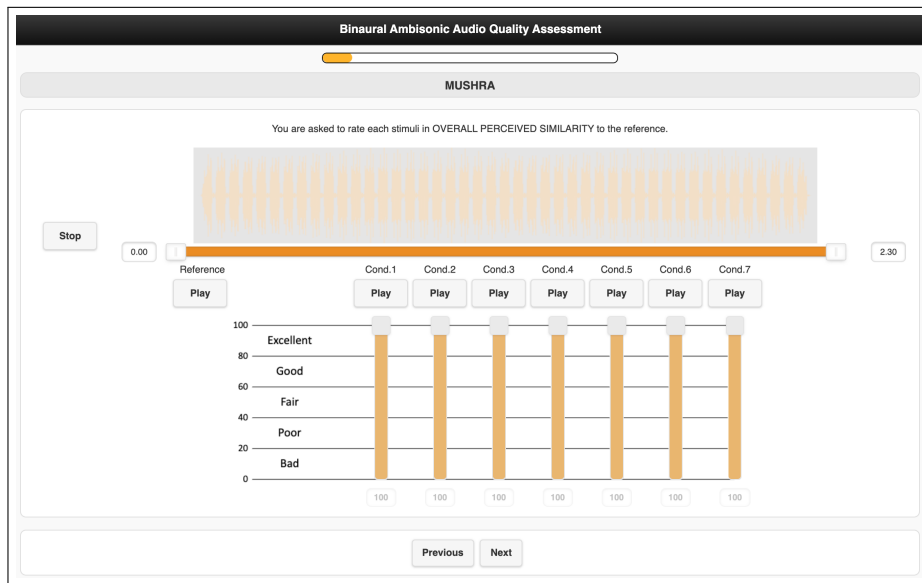 Binaural Ambisonic Audio Quality Assessment
MUSHRA
You are asked to rate each stimuli in OVERALL PERCEIVED SIMILARITY to the reference.
Stop
0.00
2.30
Reference Cond.1 Cond.2 Cond.3 Cond.4 Cond.5 Cond.6 Cond.7
Play Play Play Play Play Play Play Play
100
Excellent
80
Good
60
Fair
40
Poor
20
Bad
0
100 100 100 100 100 100 100
Previous Next